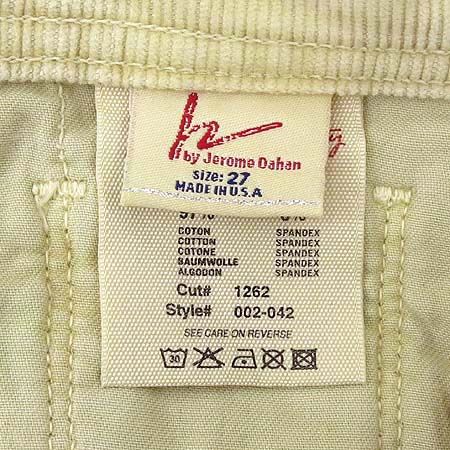 by Jerome Dahan
SIZE: 27
MADE IN U.S.A
97%
COTON SPANDEX
COTTON SPANDEX
COTONE SPANDEX
BAUMWOLLE SPANDEX
ALGODON SPANDEX
Cut# 1262
Style# 002-042
SEE CARE ON REVERSE
30